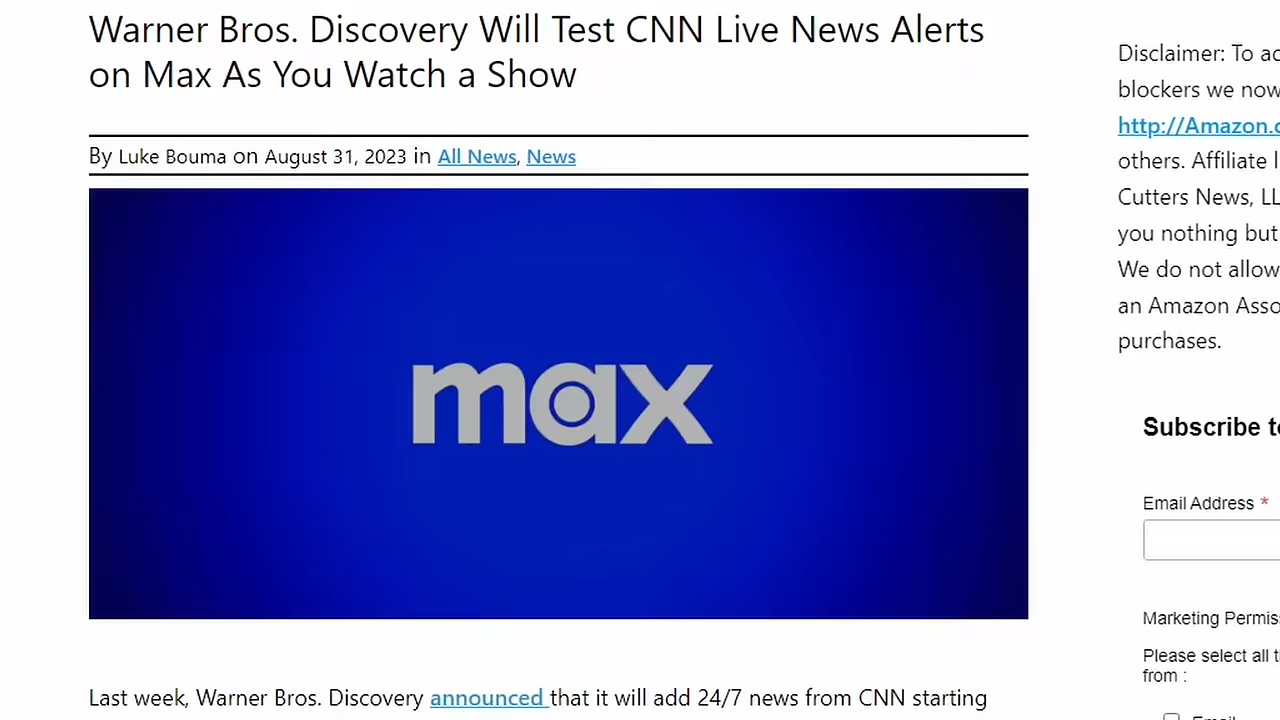 Warner Bros. Discovery Will Test CNN Live News Alerts
on Max As You Watch a Show
By Luke Bouma on August 31, 2023 in All News, News
max
Last week, Warner Bros. Discovery announced that it will add 24/7 news from CNN starting
Disclaimer: To
blockers we now
http://Amazon.
others. Affiliate
Cutters News,
you nothing but
We do not allow
an Amazon
purchases.
Subscribe
Email Address *
Marketing
Please select all
from :
Email